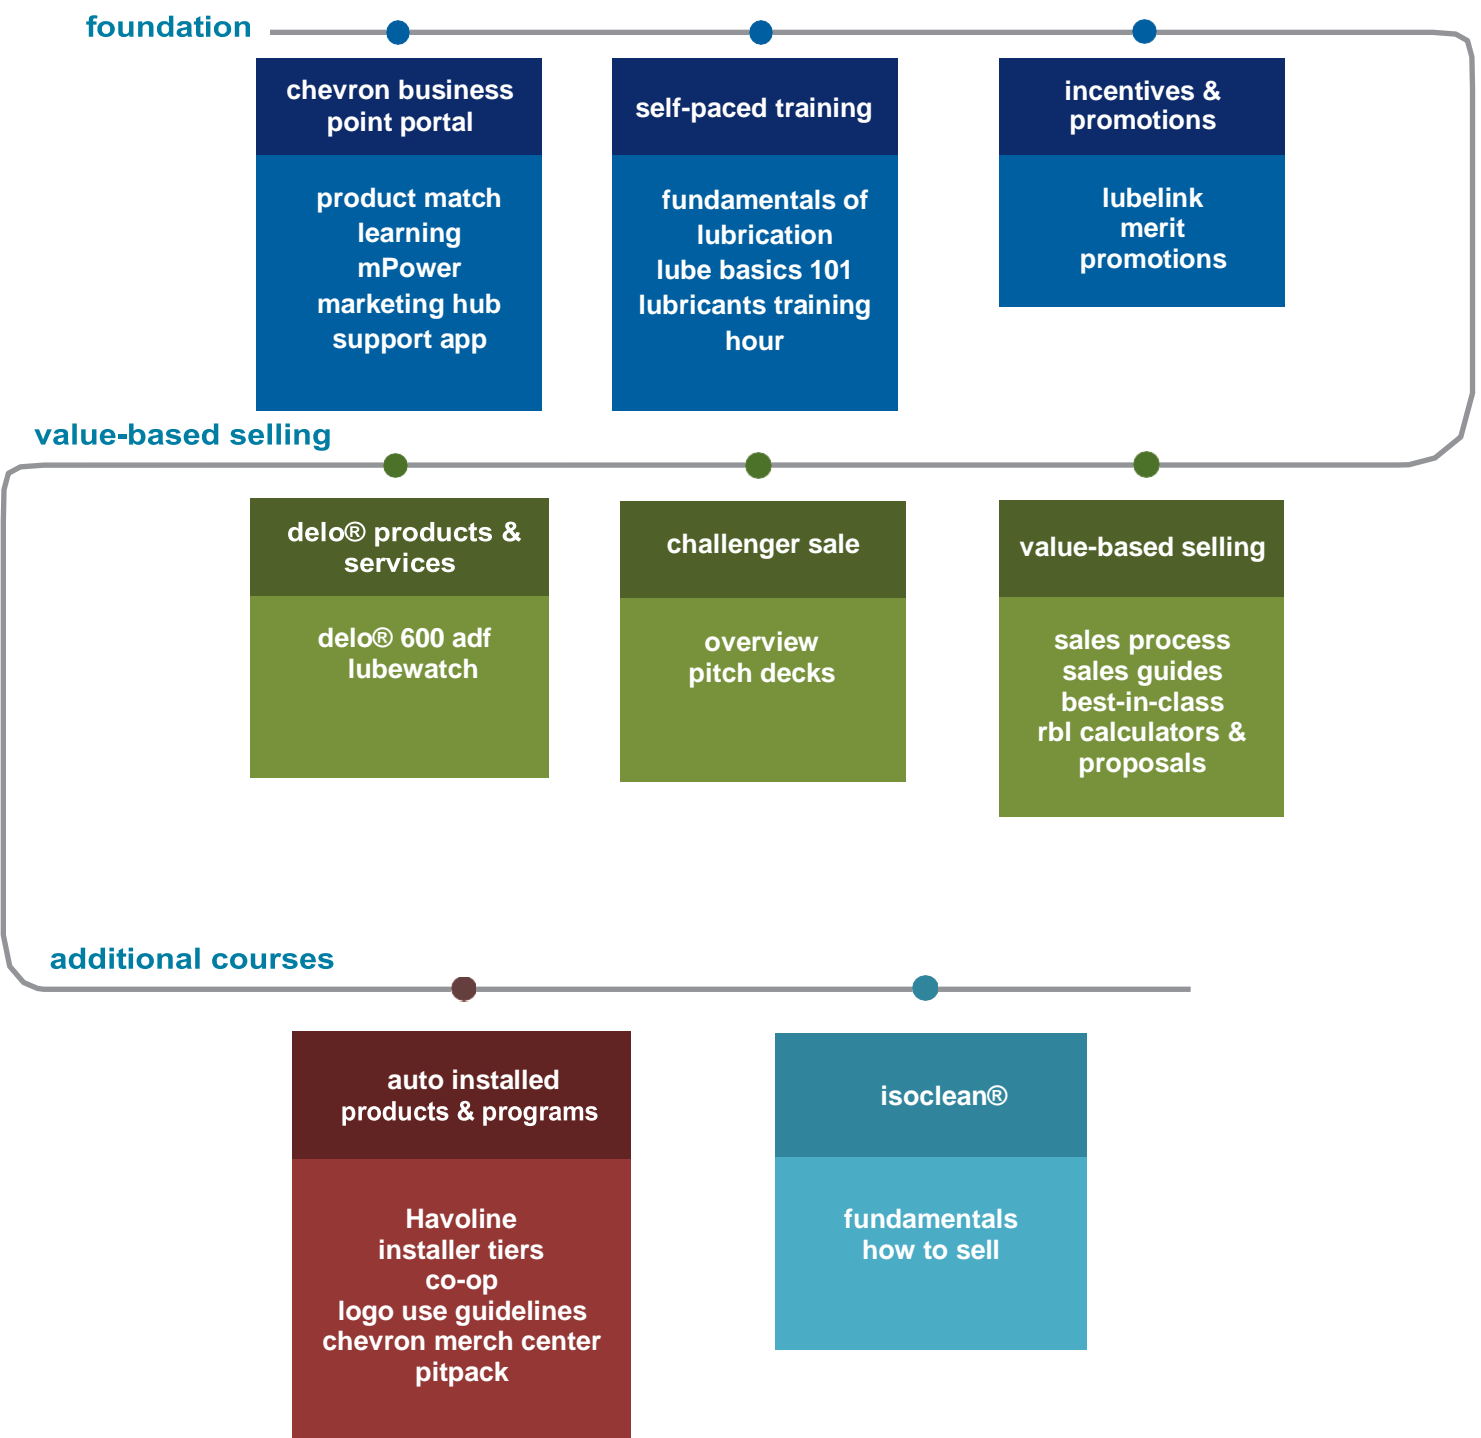 foundation
chevron business
point portal
product match
learning
mPower
marketing hub
support app
self-paced training
fundamentals of
lubrication
lube basics 101
lubricants training
hour
incentives &
promotions
lubelink
merit
promotions
value-based selling
delo® products &
services
delo® 600 adf
lubewatch
challenger sale
overview
pitch decks
value-based selling
sales process
sales guides
best-in-class
rbl calculators &
proposals
additional courses
auto installed
products & programs
Havoline
installer tiers
co-op
logo use guidelines
chevron merch center
pitpack
isoclean®
fundamentals
how to sell